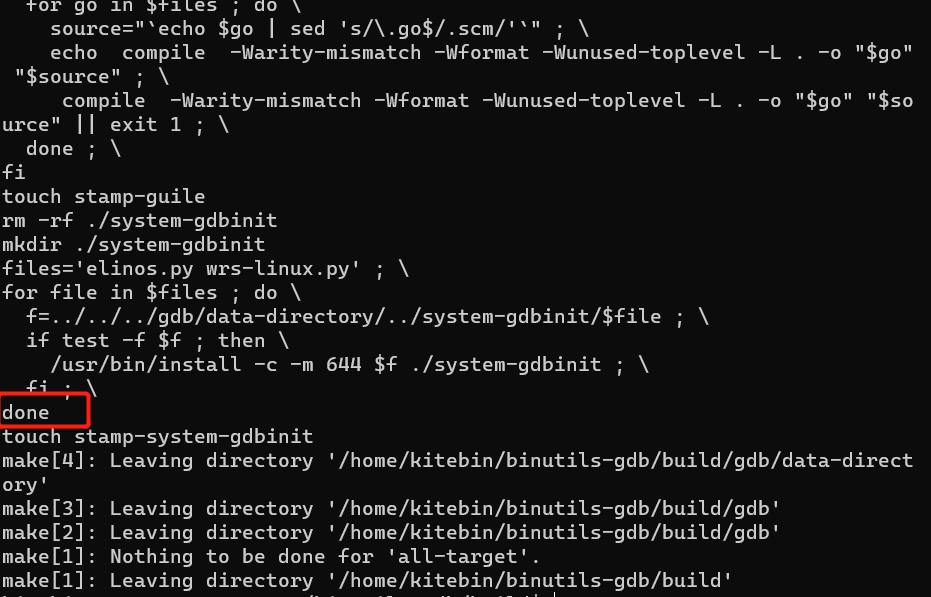 for go in $files ; do \
    source="`echo $go | sed 's/\.go$/.scm/'`" ; \
    echo  compile  -Warity-mismatch -Wformat -Wunused-toplevel -L . -o "$go"
 "$source" ; \
     compile  -Warity-mismatch -Wformat -Wunused-toplevel -L . -o "$go" "$so
urce" || exit 1 ; \
  done ; \
fi
touch stamp-guile
rm -rf ./system-gdbinit
mkdir ./system-gdbinit
files='elinos.py wrs-linux.py' ; \
for file in $files ; do \
  f=../../../gdb/data-directory/../system-gdbinit/$file ; \
  if test -f $f ; then \
    /usr/bin/install -c -m 644 $f ./system-gdbinit ; \
  fi ; \
done
touch stamp-system-gdbinit
make[4]: Leaving directory '/home/kitebin/binutils-gdb/build/gdb/data-direct
ory'
make[3]: Leaving directory '/home/kitebin/binutils-gdb/build/gdb'
make[2]: Leaving directory '/home/kitebin/binutils-gdb/build/gdb'
make[1]: Nothing to be done for 'all-target'.
make[1]: Leaving directory '/home/kitebin/binutils-gdb/build'